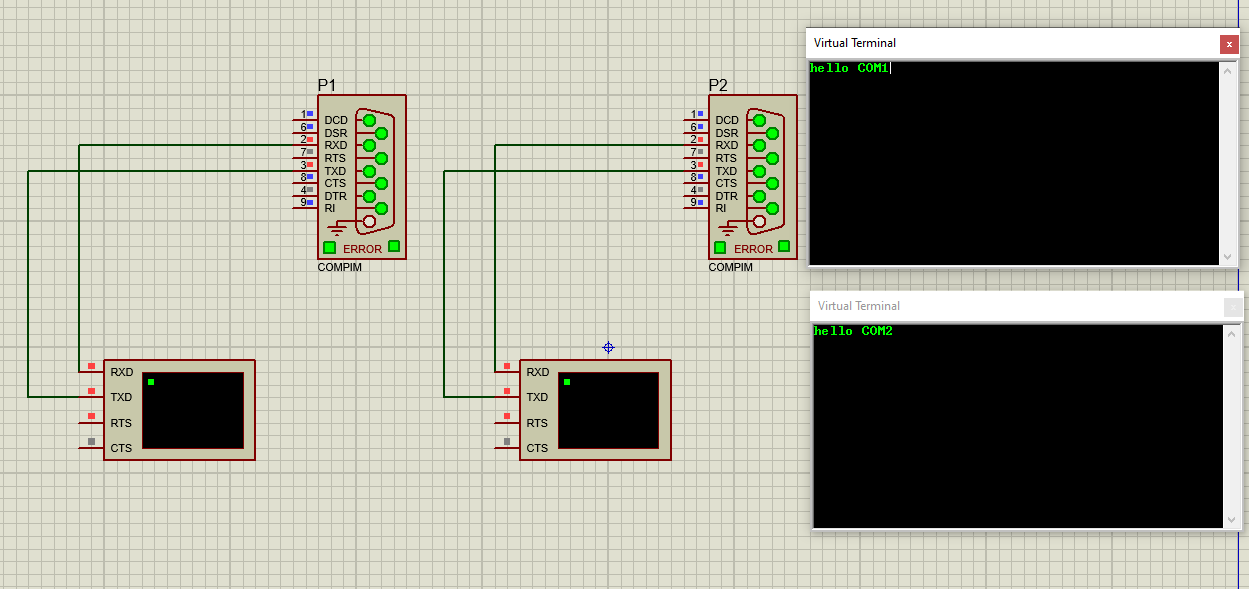 P1
1 DCD
6 DSR
2 RXD
7 RTS
3 TXD
8 CTS
4 DTR
9 RI
ERROR
COMPIM
P2
1 DCD
6 DSR
2 RXD
7 RTS
3 TXD
8 CTS
4 DTR
9 RI
ERROR
COMPIM
RXD
TXD
RTS
CTS
RXD
TXD
RTS
CTS
Virtual Terminal
hello COM1
Virtual Terminal
hello COM2